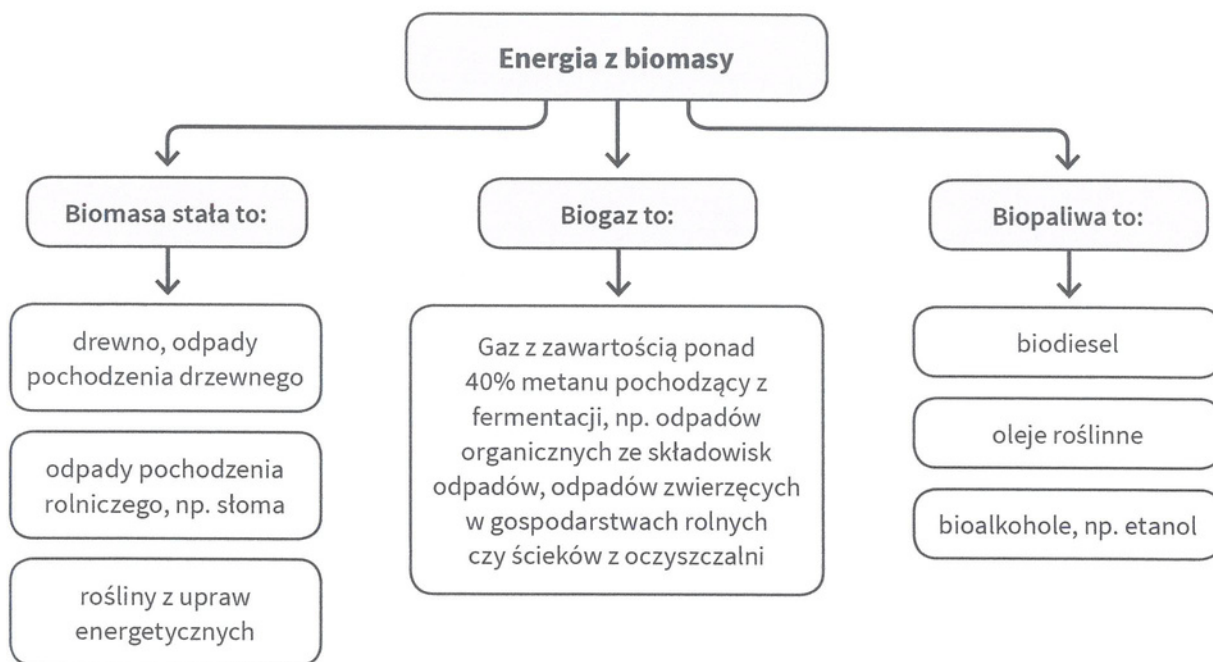 Energia z biomasy
Biomasa stała to:
drewno, odpady
pochodzenia drzewnego
odpady pochodzenia
rolniczego, np. słoma
rośliny z upraw
energetycznych
Biogaz to:
Gaz z zawartością ponad
40% metanu pochodzący z
fermentacji, np. odpadów
organicznych ze składowisk
odpadów, odpadów zwierzęcych
w gospodarstwach rolnych
czy ścieków z oczyszczalni
Biopaliwa to:
biodiesel
oleje roślinne
bioalkohole, np. etanol